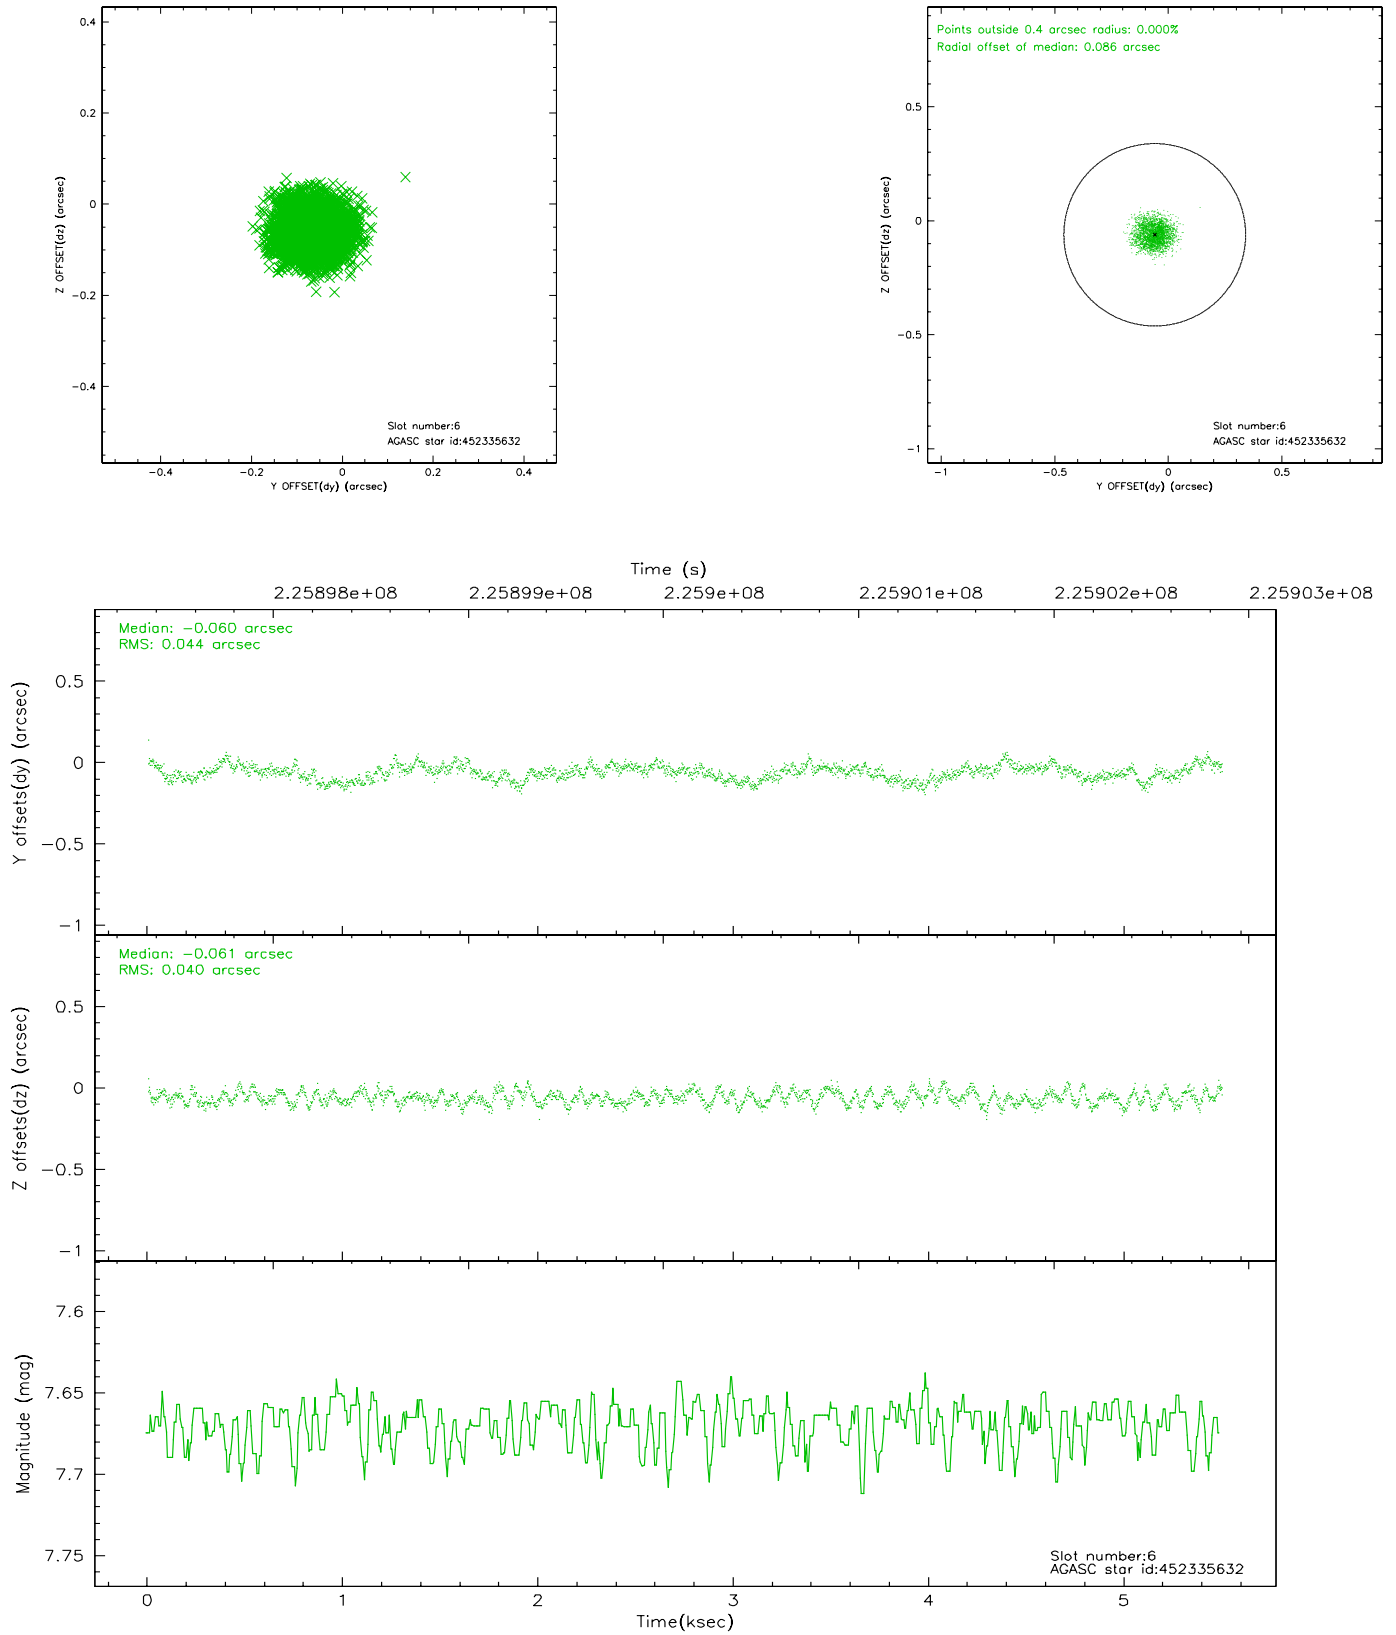 0.4
0.2
0
−0.2
−0.4
Z OFFSET(dz) (arcsec)
Slot number:6
AGASC star id:452335632
−0.4 −0.2 0 0.2 0.4
Y OFFSET(dy) (arcsec)
Points outside 0.4 arcsec radius: 0.000%
Radial offset of median: 0.086 arcsec
0.5
0
−0.5
−1
Z OFFSET(dz) (arcsec)
Slot number:6
AGASC star id:452335632
−1 −0.5 0 0.5
Y OFFSET(dy) (arcsec)
Time (s)
2.25898e+08 2.25899e+08 2.259e+08 2.25901e+08 2.25902e+08 2.25903e+08
Median: −0.060 arcsec
RMS: 0.044 arcsec
0.5
0
−0.5
−1
Y offsets(dy) (arcsec)
Median: −0.061 arcsec
RMS: 0.040 arcsec
0.5
0
−0.5
−1
Z offsets(dz) (arcsec)
7.6
7.65
7.7
7.75
Magnitude (mag)
Slot number:6
AGASC star id:452335632
0 1 2 3 4 5
Time(ksec)